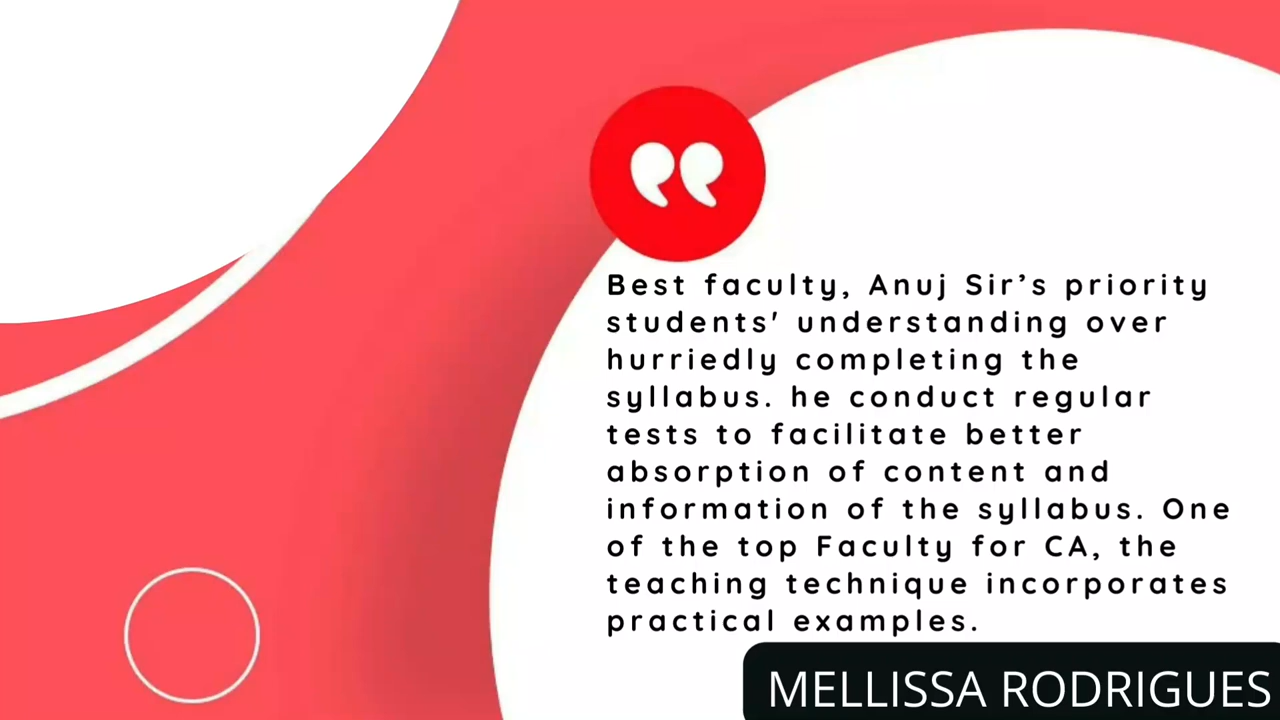 Best faculty, Anuj Sir’s priority
students' understanding over
hurriedly completing the
syllabus. he conduct regular
tests to facilitate better
absorption of content and
information of the syllabus. One
of the top Faculty for CA, the
teaching technique incorporates
practical examples.
MELLISSA RODRIGUES